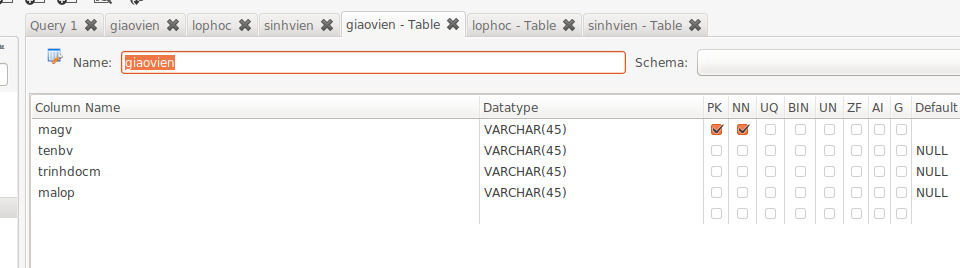 Query 1 giaovien lophoc sinhvien giaovien - Table lophoc - Table sinhvien - Table
Name: giaovien Schema:
Column Name Datatype PK NN UQ BIN UN ZF AI G Default
magv VARCHAR(45)
tenbv VARCHAR(45) NULL
trinhdocm VARCHAR(45) NULL
malop VARCHAR(45) NULL